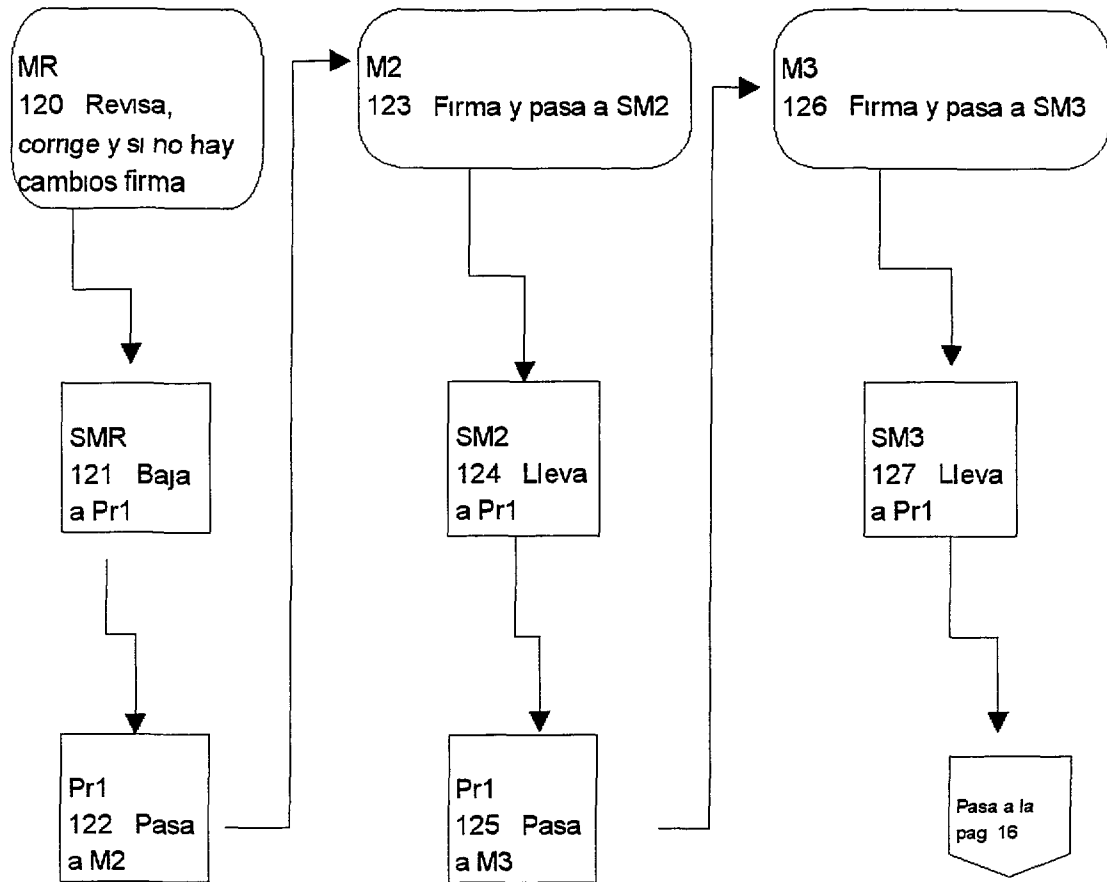 MR
120 Revisa,
corrige y si no hay
cambios firma
SMR
121 Baja
a Pr1
Pr1
122 Pasa
a M2
M2
123 Firma y pasa a SM2
SM2
124 Lleva
a Pr1
Pr1
125 Pasa
a M3
M3
126 Firma y pasa a SM3
SM3
127 Lleva
a Pr1
Pasa a la
pag 16